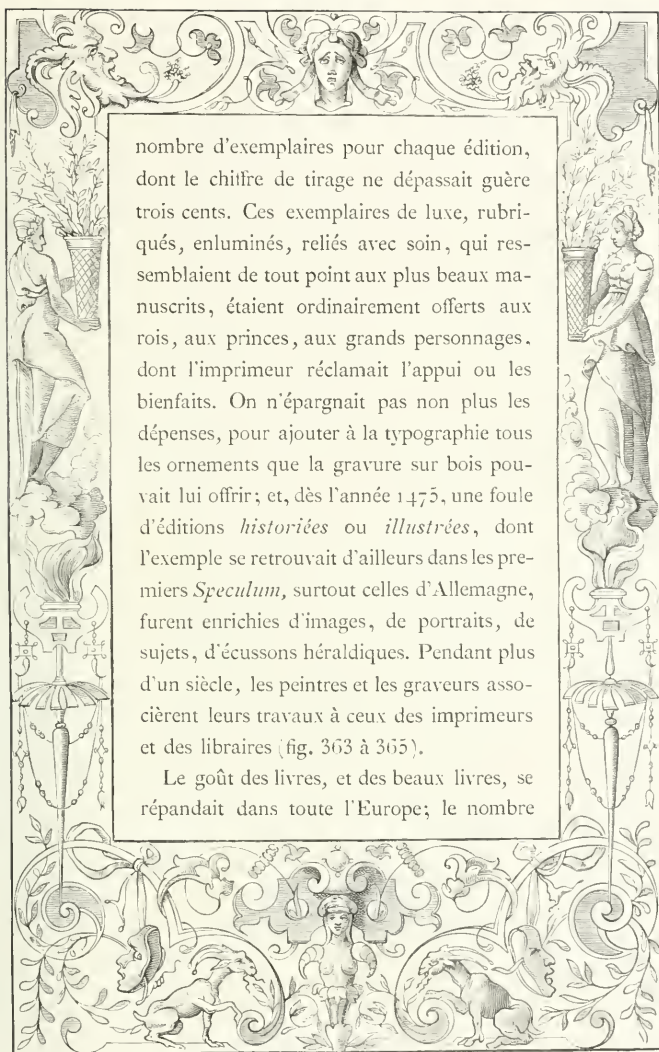 nombre d'exemplaires pour chaque édition,
dont le chiffre de tirage ne dépassait guère
trois cents. Ces exemplaires de luxe, rubri-
qués, enluminés, reliés avec soin, qui res-
semblaient de tout point aux plus beaux ma-
nuscrits, étaient ordinairement offerts aux
rois, aux princes, aux grands personnages.
dont l'imprimeur réclamait l'appui ou les
bienfaits. On n'épargnait pas non plus les
dépenses, pour ajouter à la typographie tous
les ornements que la gravure sur bois pou-
vait lui offrir; et, dès l'année 1475, une foule
d'éditions historiées ou illustrées, dont
l'exemple se retrouvait d'ailleurs dans les pre-
miers Speculum, surtout celles d'Allemagne,
furent enrichies d'images, de portraits, de
sujets, d'écussons héraldiques. Pendant plus
d'un siècle, les peintres et les graveurs asso-
cièrent leurs travaux à ceux des imprimeurs
et des libraires (fig. 363 à 365).
Le goût des livres, et des beaux livres, se
répandait dans toute l'Europe; le nombre